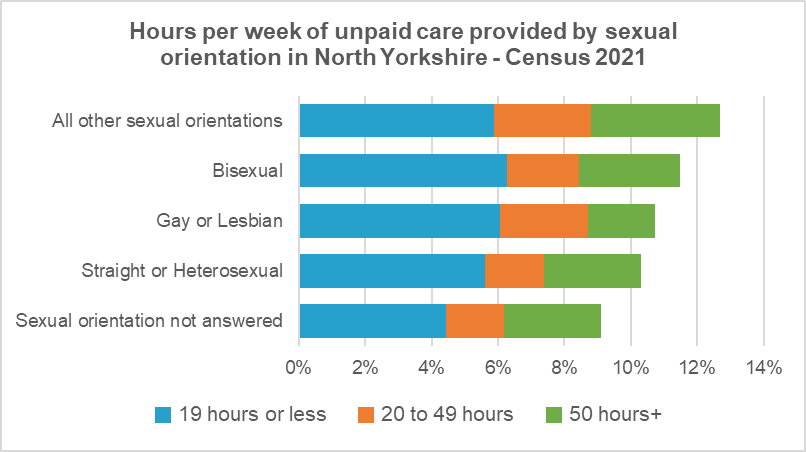 Hours per week of unpaid care provided by sexual
orientation in North Yorkshire - Census 2021
All other sexual orientations
Bisexual
Gay or Lesbian
Straight or Heterosexual
Sexual orientation not answered
0% 2% 4% 6% 8% 10% 12% 14%
19 hours or less 20 to 49 hours 50 hours+